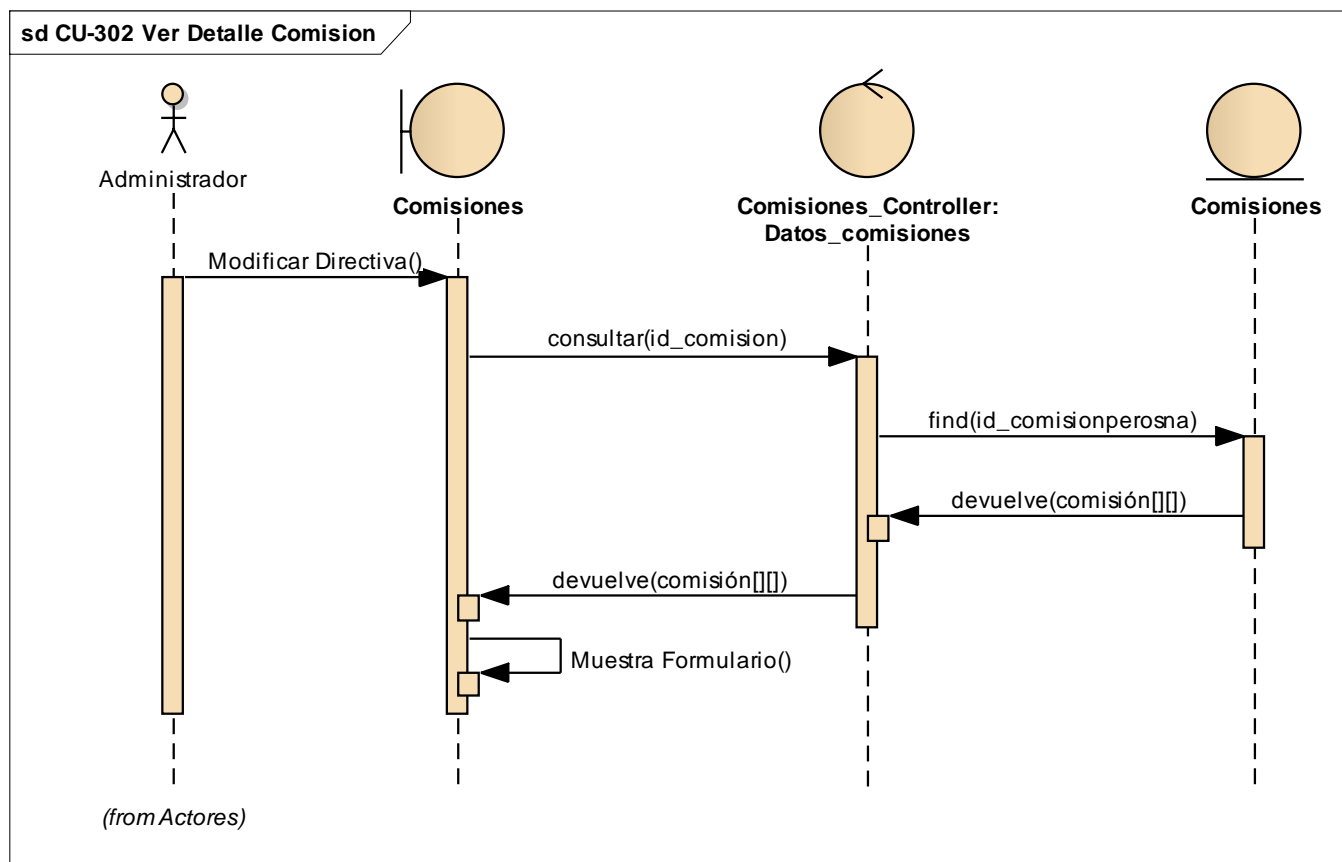 sd CU-302 Ver Detalle Comision
Administrador
Comisiones
Comisiones_Controller:
Datos_comisiones
Comisiones
Modificar Directiva()
consultar(id_comision)
find(id_comisionperosna)
devuelve(comisión[][])
devuelve(comisión[][])
Muestra Formulario()
(from Actores)